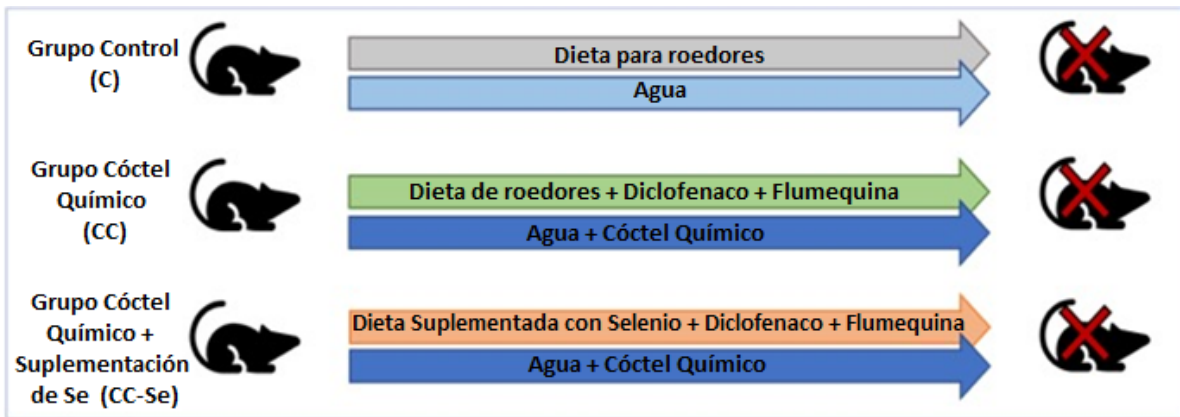 Grupo Control
(C)
Dieta para roedores
Agua
Grupo Cóctel
Químico
(CC)
Dieta de roedores + Diclofenaco + Flumequina
Agua + Cóctel Químico
Grupo Cóctel
Químico +
Suplementación
de Se (CC-Se)
Dieta Suplementada con Selenio + Diclofenaco + Flumequina
Agua + Cóctel Químico